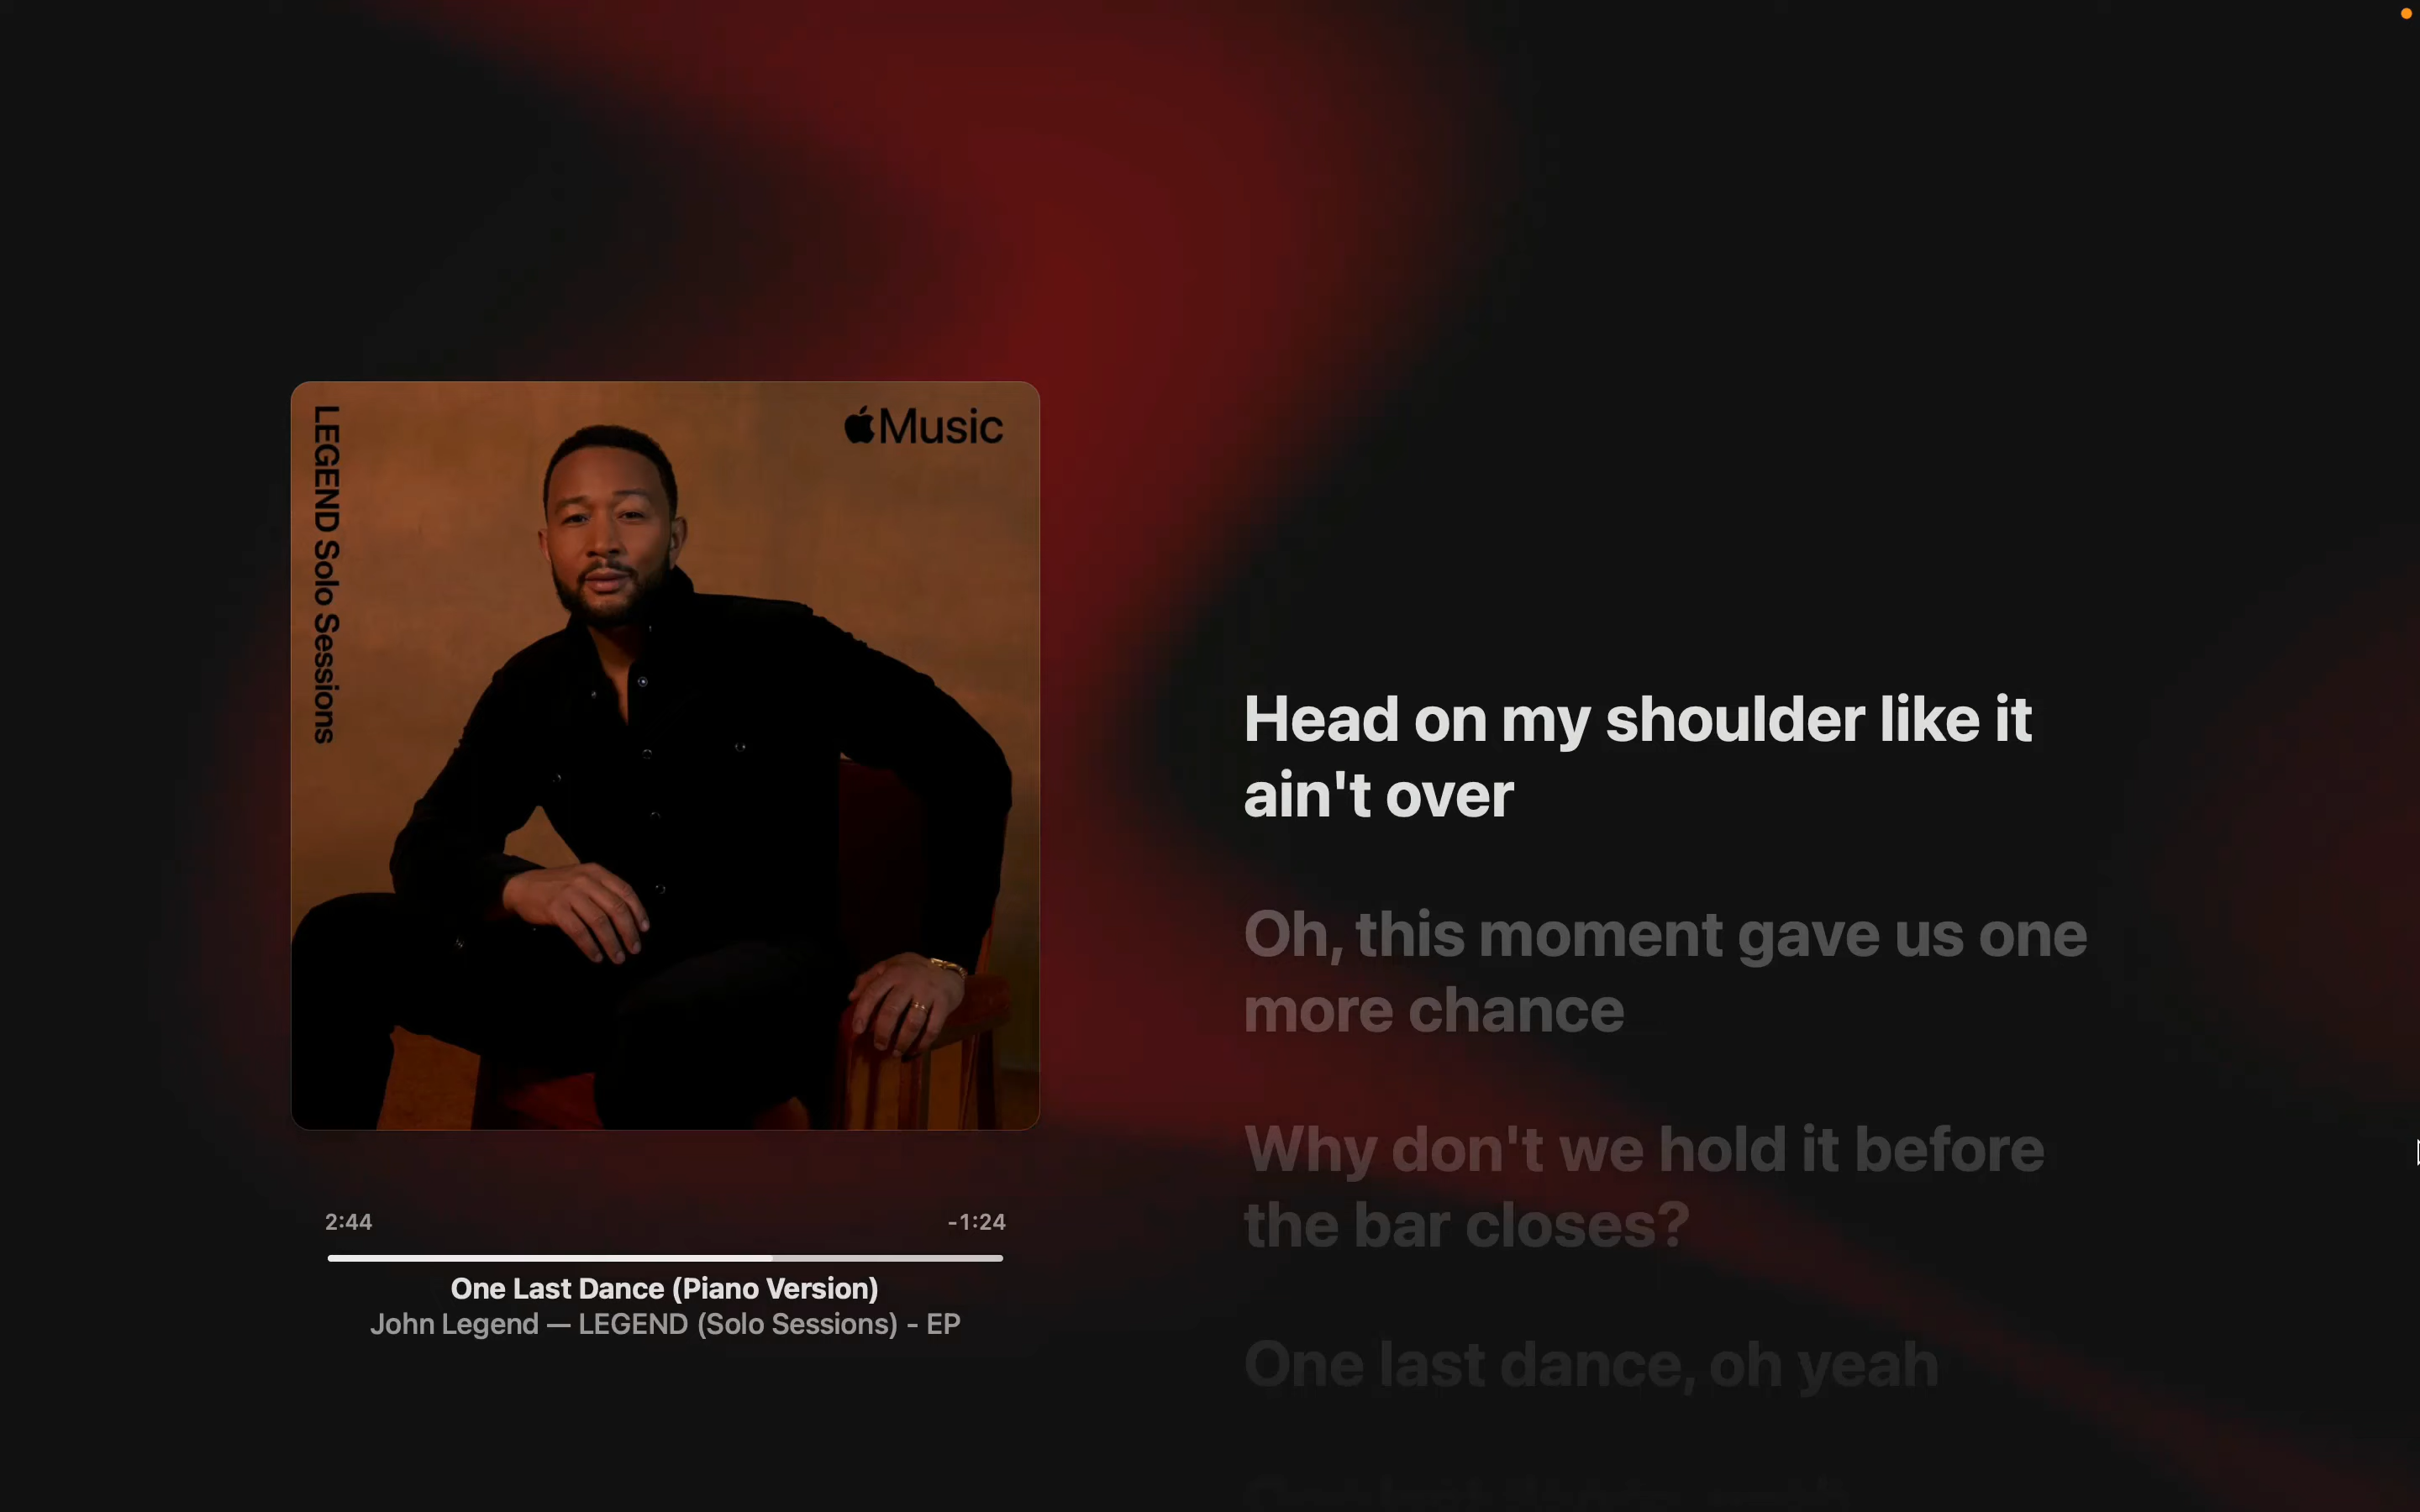 LEGEND Solo Sessions
Music
2:44
-1:24
One Last Dance (Piano Version)
John Legend — LEGEND (Solo Sessions) - EP
Head on my shoulder like it
ain't over
Oh, this moment gave us one
more chance
Why don't we hold it before
the bar closes?
One last dance, oh yeah